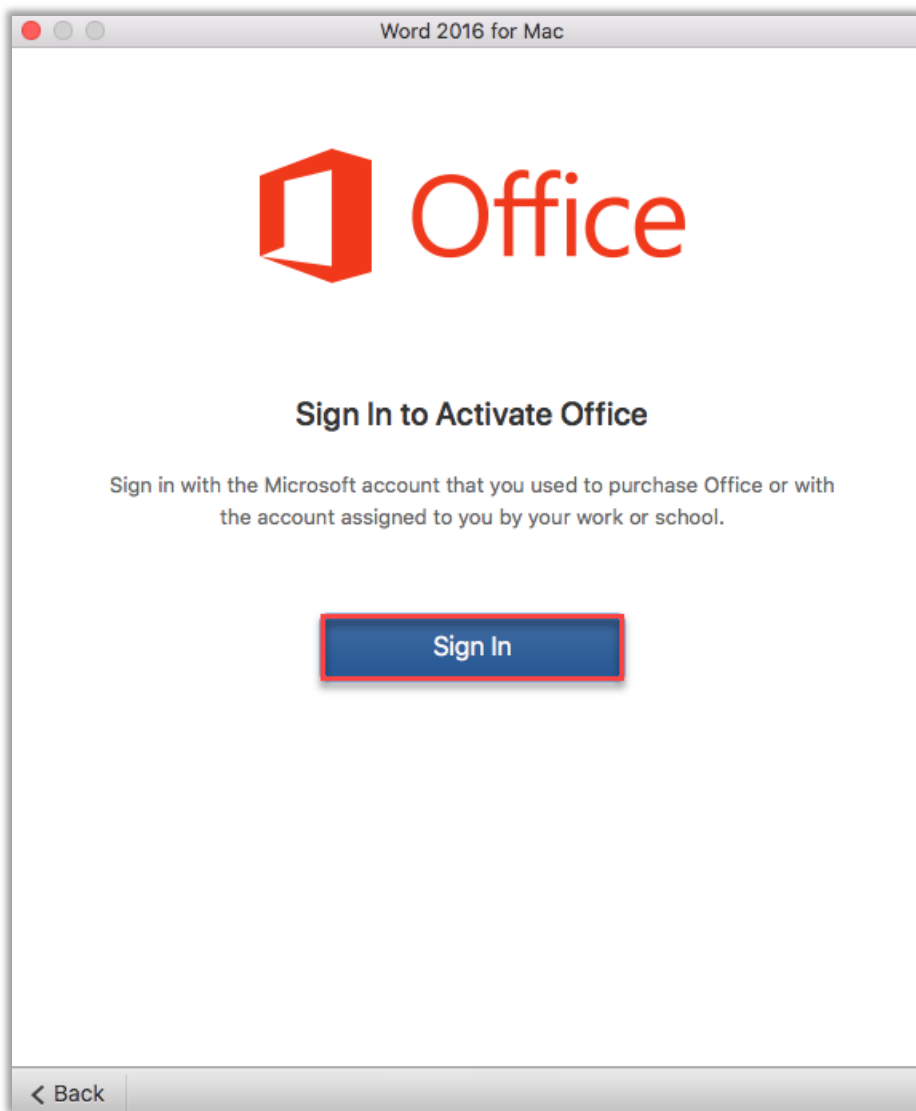 Word 2016 for Mac
Office
Sign In to Activate Office
Sign in with the Microsoft account that you used to purchase Office or with
the account assigned to you by your work or school.
Sign In
Back